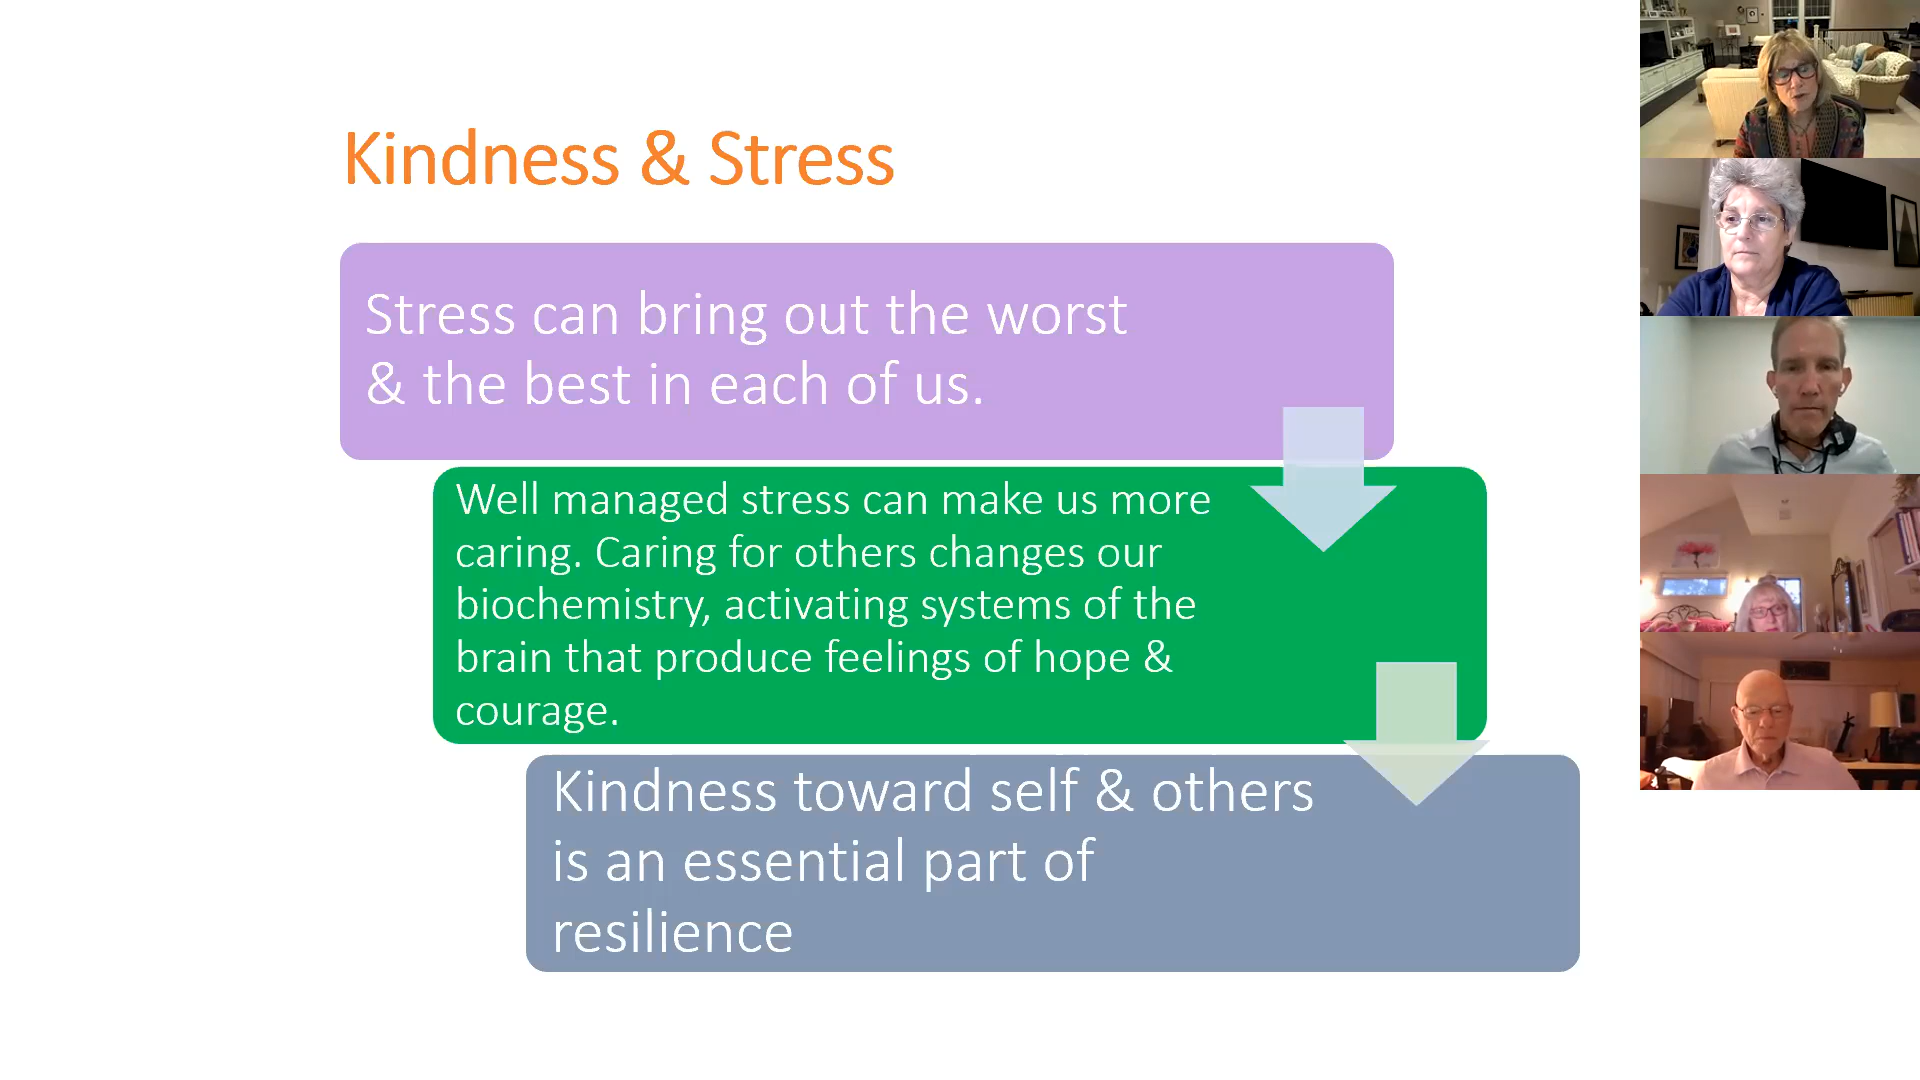 Kindness & Stress
Stress can bring out the worst
& the best in each of us.
Well managed stress can make us more
caring. Caring for others changes our
biochemistry, activating systems of the
brain that produce feelings of hope &
courage.
Kindness toward self & others
is an essential part of
resilience